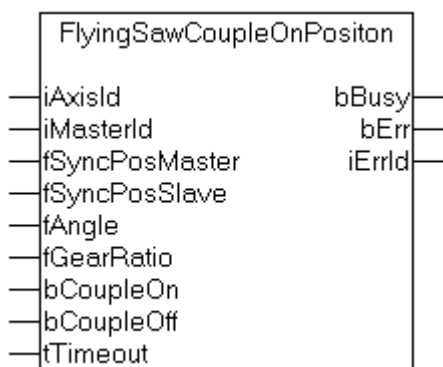 FlyingSawCoupleOnPositon
iAxisId bBusy
iMasterId bErr
fSyncPosMaster iErrId
fSyncPosSlave
fAngle
fGearRatio
bCoupleOn
bCoupleOff
tTimeout